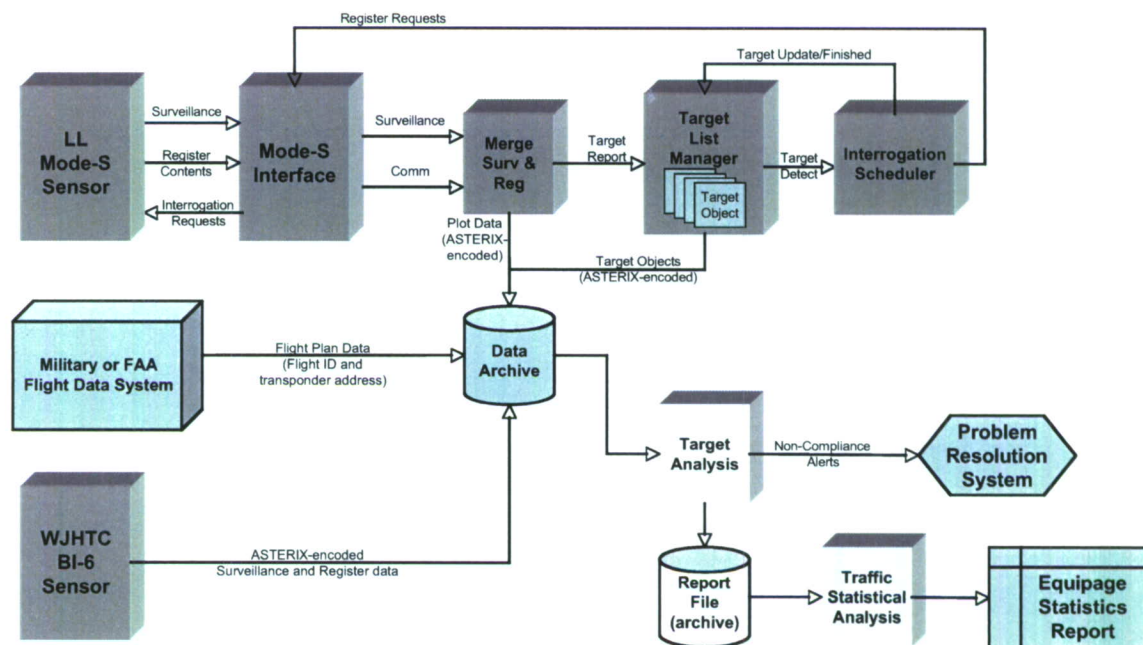 Register Requests
Target Update/Finished
LL
Mode-S
Sensor
Surveillance
Register
Contents
Interrogation
Requests
Mode-S
Interface
Surveillance
Comm
Merge
Surv &
Reg
Target
Report
Target
List
Manager
Target
Object
Target
Detect
Interrogation
Scheduler
Plot Data
(ASTERIX-
encoded)
Target Objects
(ASTERIX-encoded)
Military or FAA
Flight Data System
Flight Plan Data
(Flight ID and
transponder address)
Data
Archive
Target
Analysis
Non-Compliance
Alerts
Problem
Resolution
System
WJHTC
BI-6
Sensor
ASTERIX-encoded
Surveillance and Register data
Report
File
(archive)
Traffic
Statistical
Analysis
Equipage
Statistics
Report